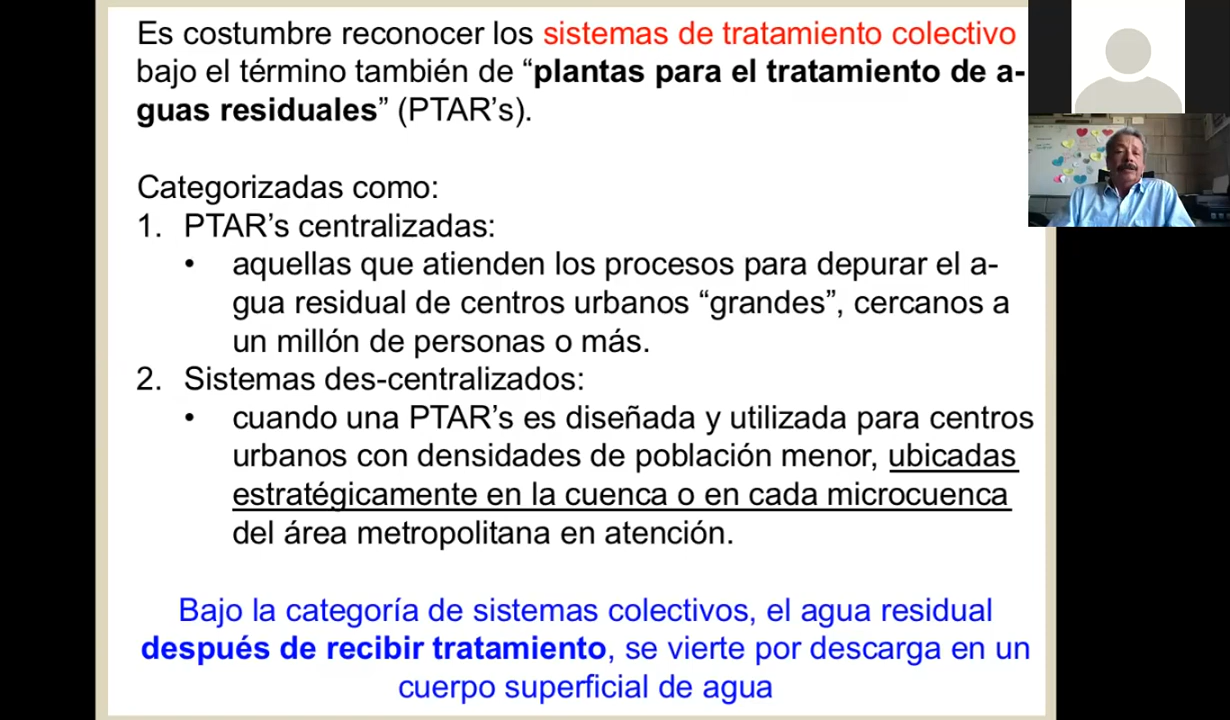 Es costumbre reconocer los sistemas de tratamiento colectivo
bajo el término también de “plantas para el tratamiento de a-
guas residuales” (PTAR’s).
Categorizadas como:
1. PTAR’s centralizadas:
• aquellas que atienden los procesos para depurar el a-
gua residual de centros urbanos “grandes”, cercanos a
un millón de personas o más.
2. Sistemas des-centralizados:
• cuando una PTAR’s es diseñada y utilizada para centros
urbanos con densidades de población menor, ubicadas
estratégicamente en la cuenca o en cada microcuenca
del área metropolitana en atención.
Bajo la categoría de sistemas colectivos, el agua residual
después de recibir tratamiento, se vierte por descarga en un
cuerpo superficial de agua